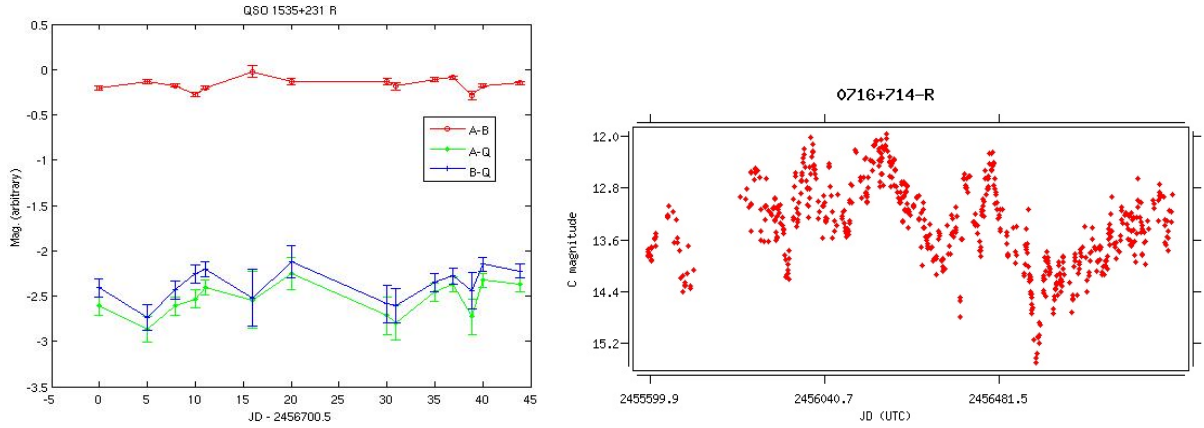 QSO 1535+231 R
Mag. (arbitrary)
0.5
0
-0.5
-1
-1.5
-2
-2.5
-3
-3.5
A-B
A-Q
B-Q
-5 0 5 10 15 20 25 30 35 40 45
JD - 2456700.5
0716+714-R
C magnitude
12.0
12.8
13.6
14.4
15.2
2455599.9 2456040.7 2456481.5
JD (UTC)